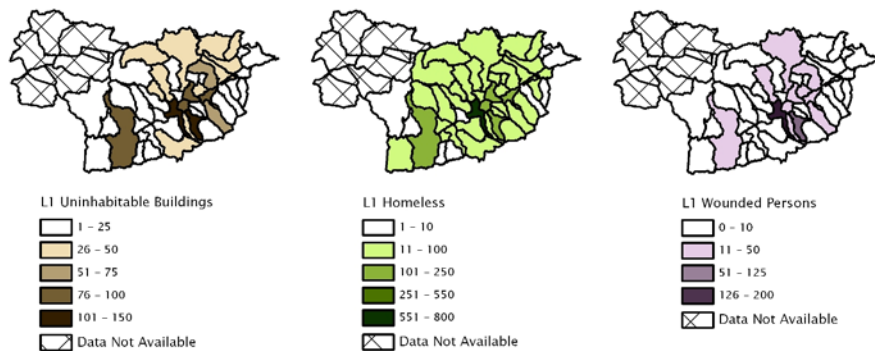 L1 Uninhabitable Buildings
1 – 25
26 – 50
51 – 75
76 – 100
101 – 150
Data Not Available
L1 Homeless
1 – 10
11 – 100
101 – 250
251 – 550
551 – 800
Data Not Available
L1 Wounded Persons
0 – 10
11 – 50
51 – 125
126 – 200
Data Not Available